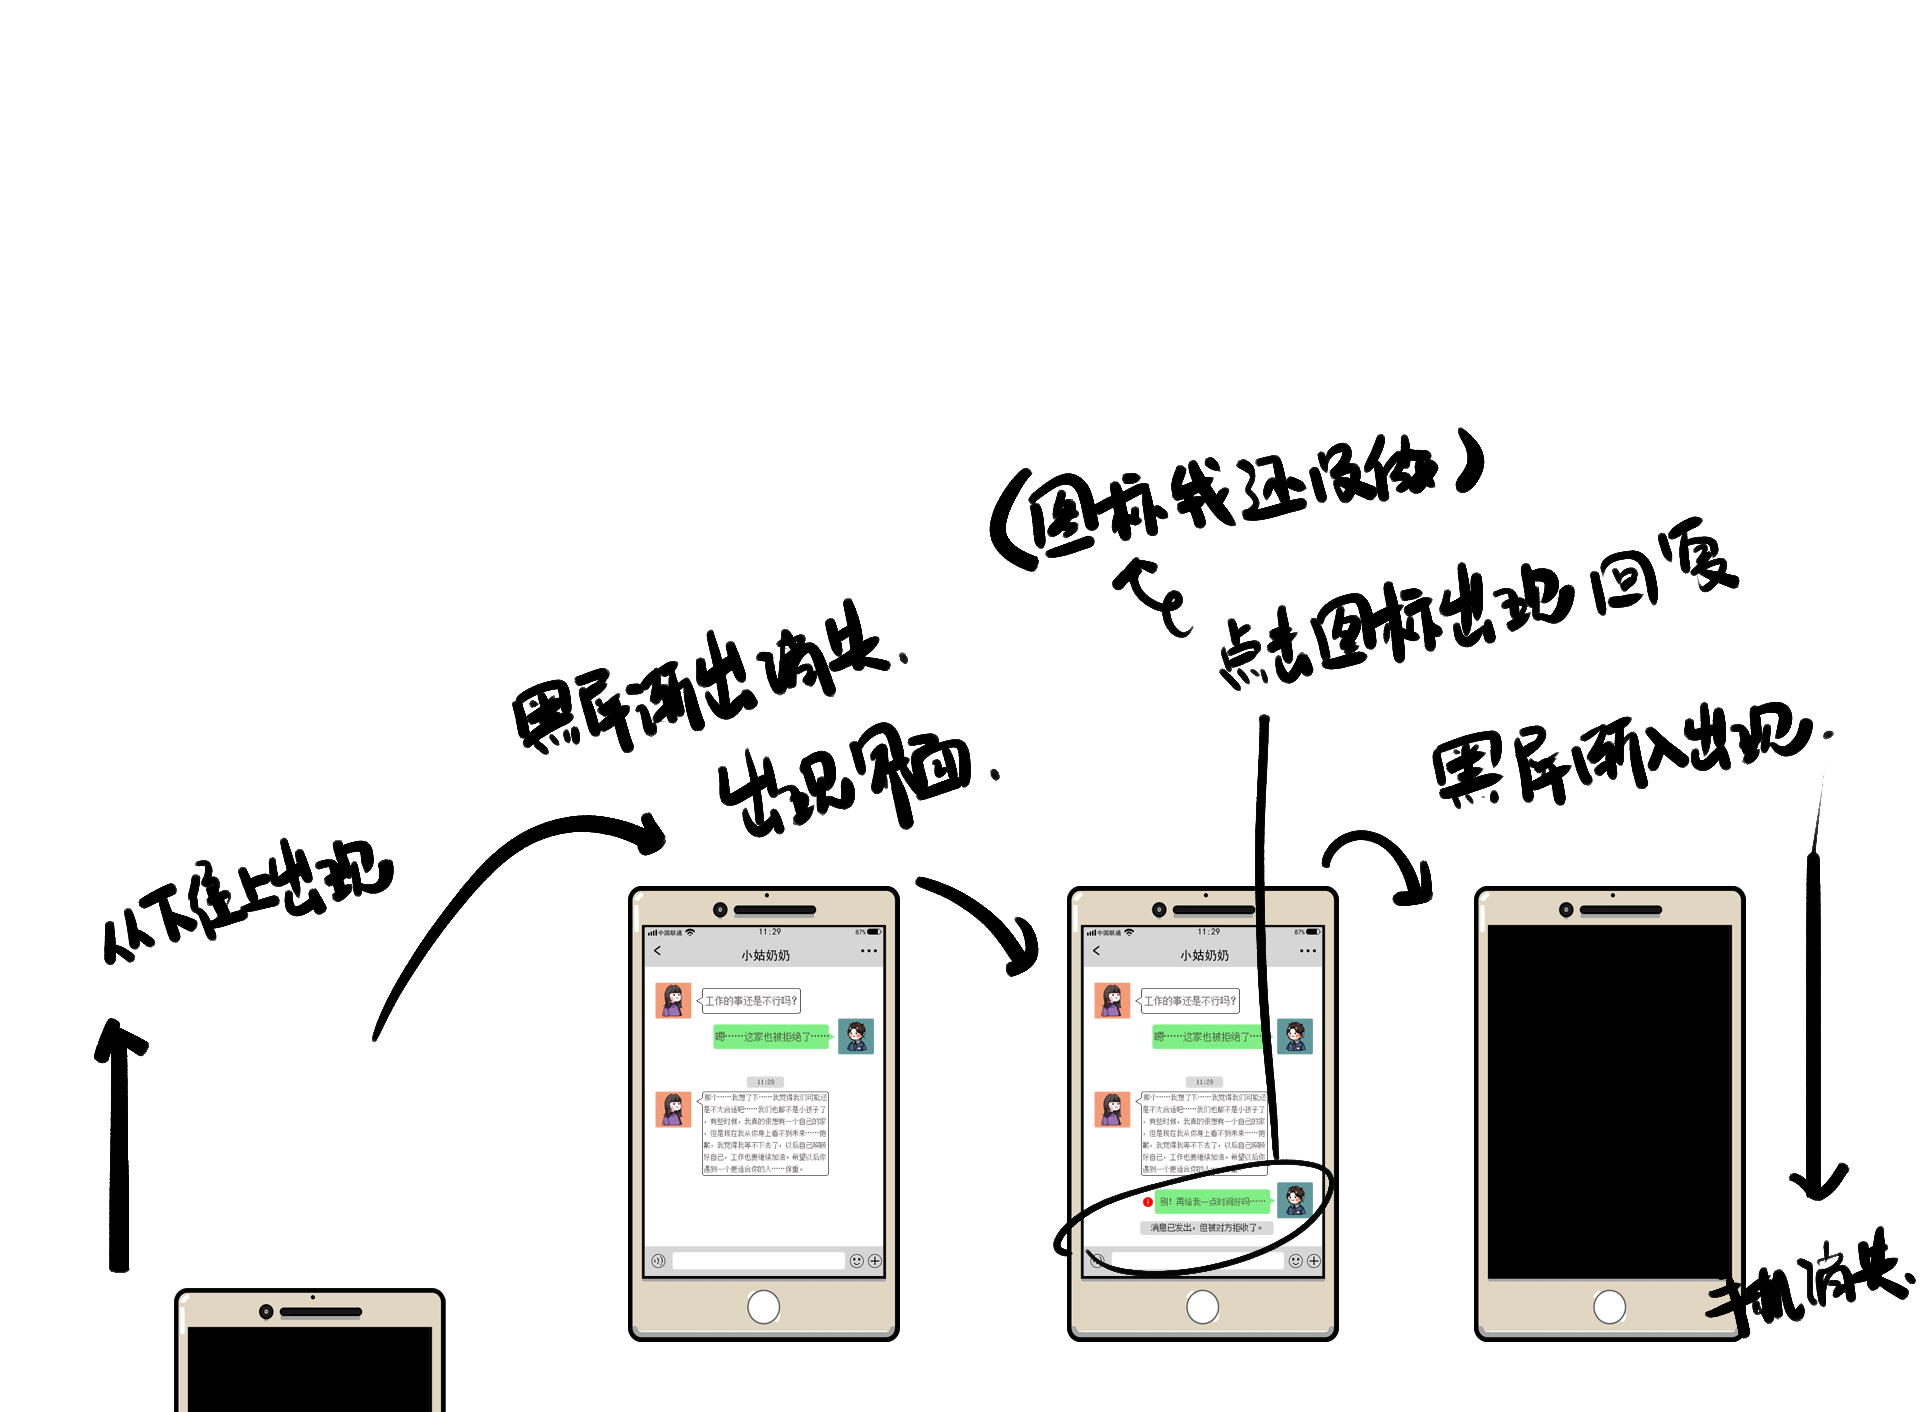 (图标我还没做)
点击图标出现回复
黑屏渐出消失.
出现界面.
黑屏渐入出现.
从下往上出现
手机消失.
中国联通
11:29
87%
小姑奶奶
工作的事还是不行吗？
嗯……这家也被拒绝了……
11:29
那个……我想了下……我觉得我们可能还
是不太合适吧……我们也都不是小孩子了
，有些时候，我真的很想有一个自己的家
，但是现在我从你身上看不到未来……抱
歉，我觉得我等不下去了，以后自己照顾
好自己，工作也要继续加油。希望以后你
遇到一个更适合你的人……保重。
中国联通
11:29
87%
小姑奶奶
工作的事还是不行吗？
嗯……这家也被拒绝了……
11:29
那个……我想了下……我觉得我们可能还
是不太合适吧……我们也都不是小孩子了
，有些时候，我真的很想有一个自己的家
，但是现在我从你身上看不到未来……抱
歉，我觉得我等不下去了，以后自己照顾
好自己，工作也要继续加油。希望以后你
遇到一个更适合你的人……保重。
别！再给我一点时间好吗……
消息已发出，但被对方拒收了。